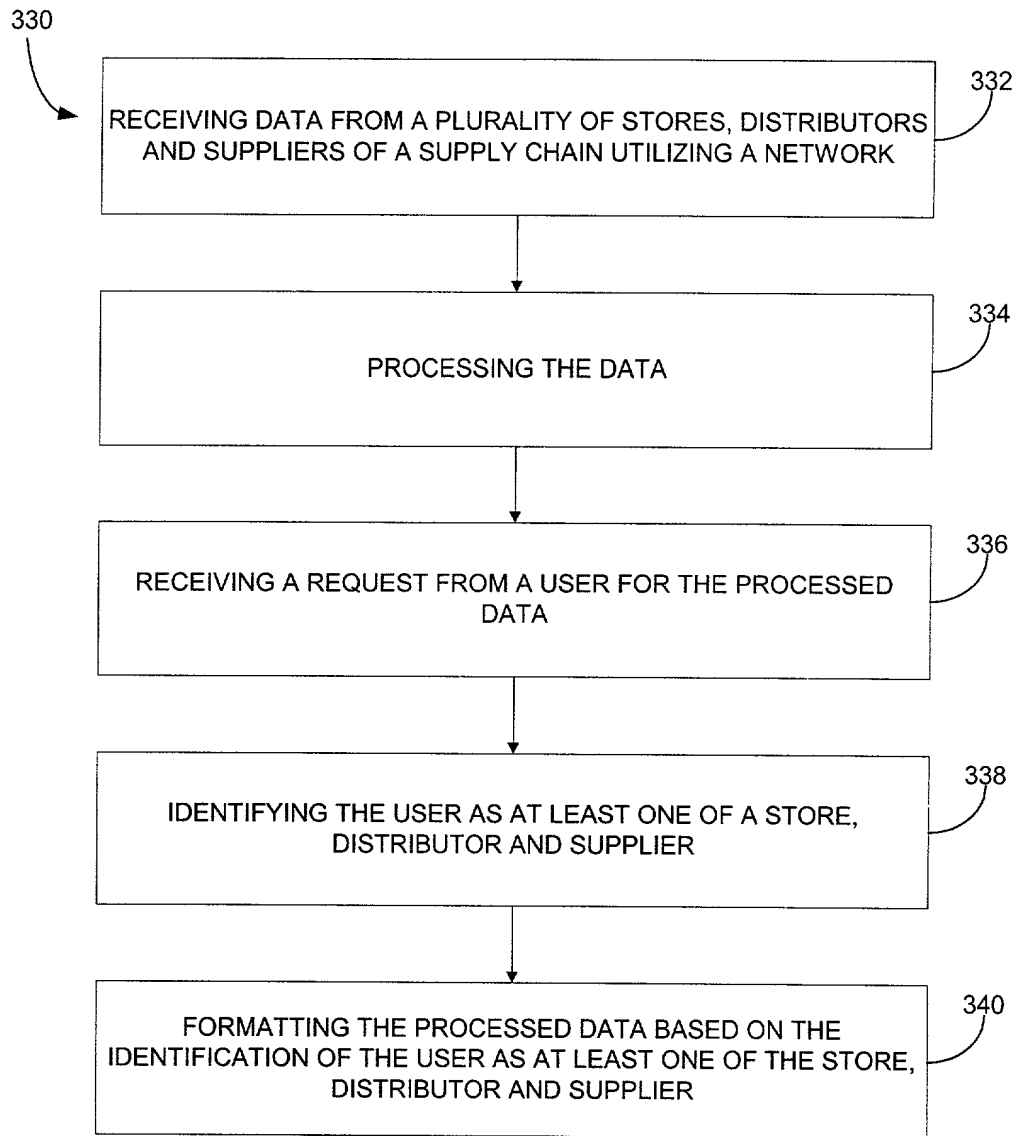 330
332
RECEIVING DATA FROM A PLURALITY OF STORES, DISTRIBUTORS
AND SUPPLIERS OF A SUPPLY CHAIN UTILIZING A NETWORK
334
PROCESSING THE DATA
336
RECEIVING A REQUEST FROM A USER FOR THE PROCESSED
DATA
338
IDENTIFYING THE USER AS AT LEAST ONE OF A STORE,
DISTRIBUTOR AND SUPPLIER
340
FORMATTING THE PROCESSED DATA BASED ON THE
IDENTIFICATION OF THE USER AS AT LEAST ONE OF THE STORE,
DISTRIBUTOR AND SUPPLIER